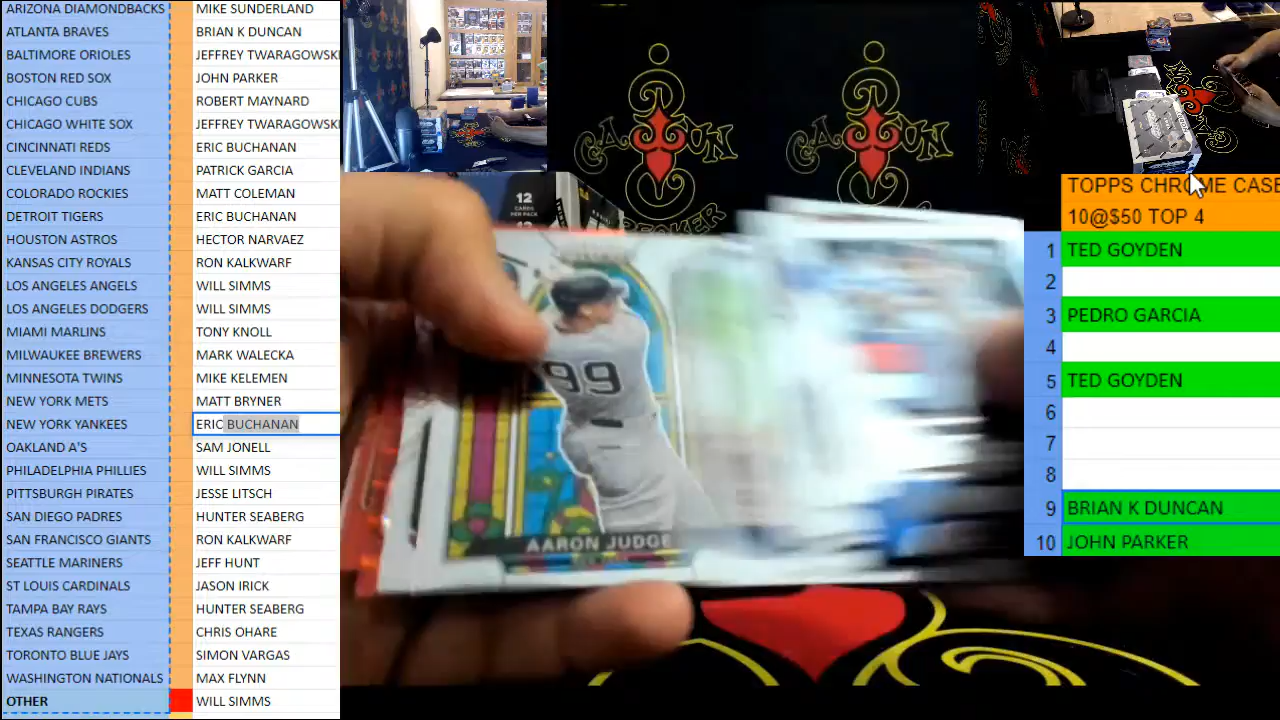 ARIZONA DIAMONDBACKS MIKE SUNDERLAND
ATLANTA BRAVES BRIAN K DUNCAN
BALTIMORE ORIOLES JEFFREY TWARAGOWSKI
BOSTON RED SOX JOHN PARKER
CHICAGO CUBS ROBERT MAYNARD
CHICAGO WHITE SOX JEFFREY TWARAGOWSKI
CINCINNATI REDS ERIC BUCHANAN
CLEVELAND INDIANS PATRICK GARCIA
COLORADO ROCKIES MATT COLEMAN
DETROIT TIGERS ERIC BUCHANAN
HOUSTON ASTROS HECTOR NARVAEZ
KANSAS CITY ROYALS RON KALKWARF
LOS ANGELES ANGELS WILL SIMMS
LOS ANGELES DODGERS WILL SIMMS
MIAMI MARLINS TONY KNOLL
MILWAUKEE BREWERS MARK WALECKA
MINNESOTA TWINS MIKE KELEMEN
NEW YORK METS MATT BRYNER
NEW YORK YANKEES ERIC BUCHANAN
OAKLAND A'S SAM JONELL
PHILADELPHIA PHILLIES WILL SIMMS
PITTSBURGH PIRATES JESSE LITSCH
SAN DIEGO PADRES HUNTER SEABERG
SAN FRANCISCO GIANTS RON KALKWARF
SEATTLE MARINERS JEFF HUNT
ST LOUIS CARDINALS JASON IRICK
TAMPA BAY RAYS HUNTER SEABERG
TEXAS RANGERS CHRIS OHARE
TORONTO BLUE JAYS SIMON VARGAS
WASHINGTON NATIONALS MAX FLYNN
OTHER WILL SIMMS
12
CARDS
PER PACK
99
AARON JUDGE
TOPPS CHROME CASE
10@$50 TOP 4
1 TED GOYDEN
2
3 PEDRO GARCIA
4
5 TED GOYDEN
6
7
8
9 BRIAN K DUNCAN
10 JOHN PARKER